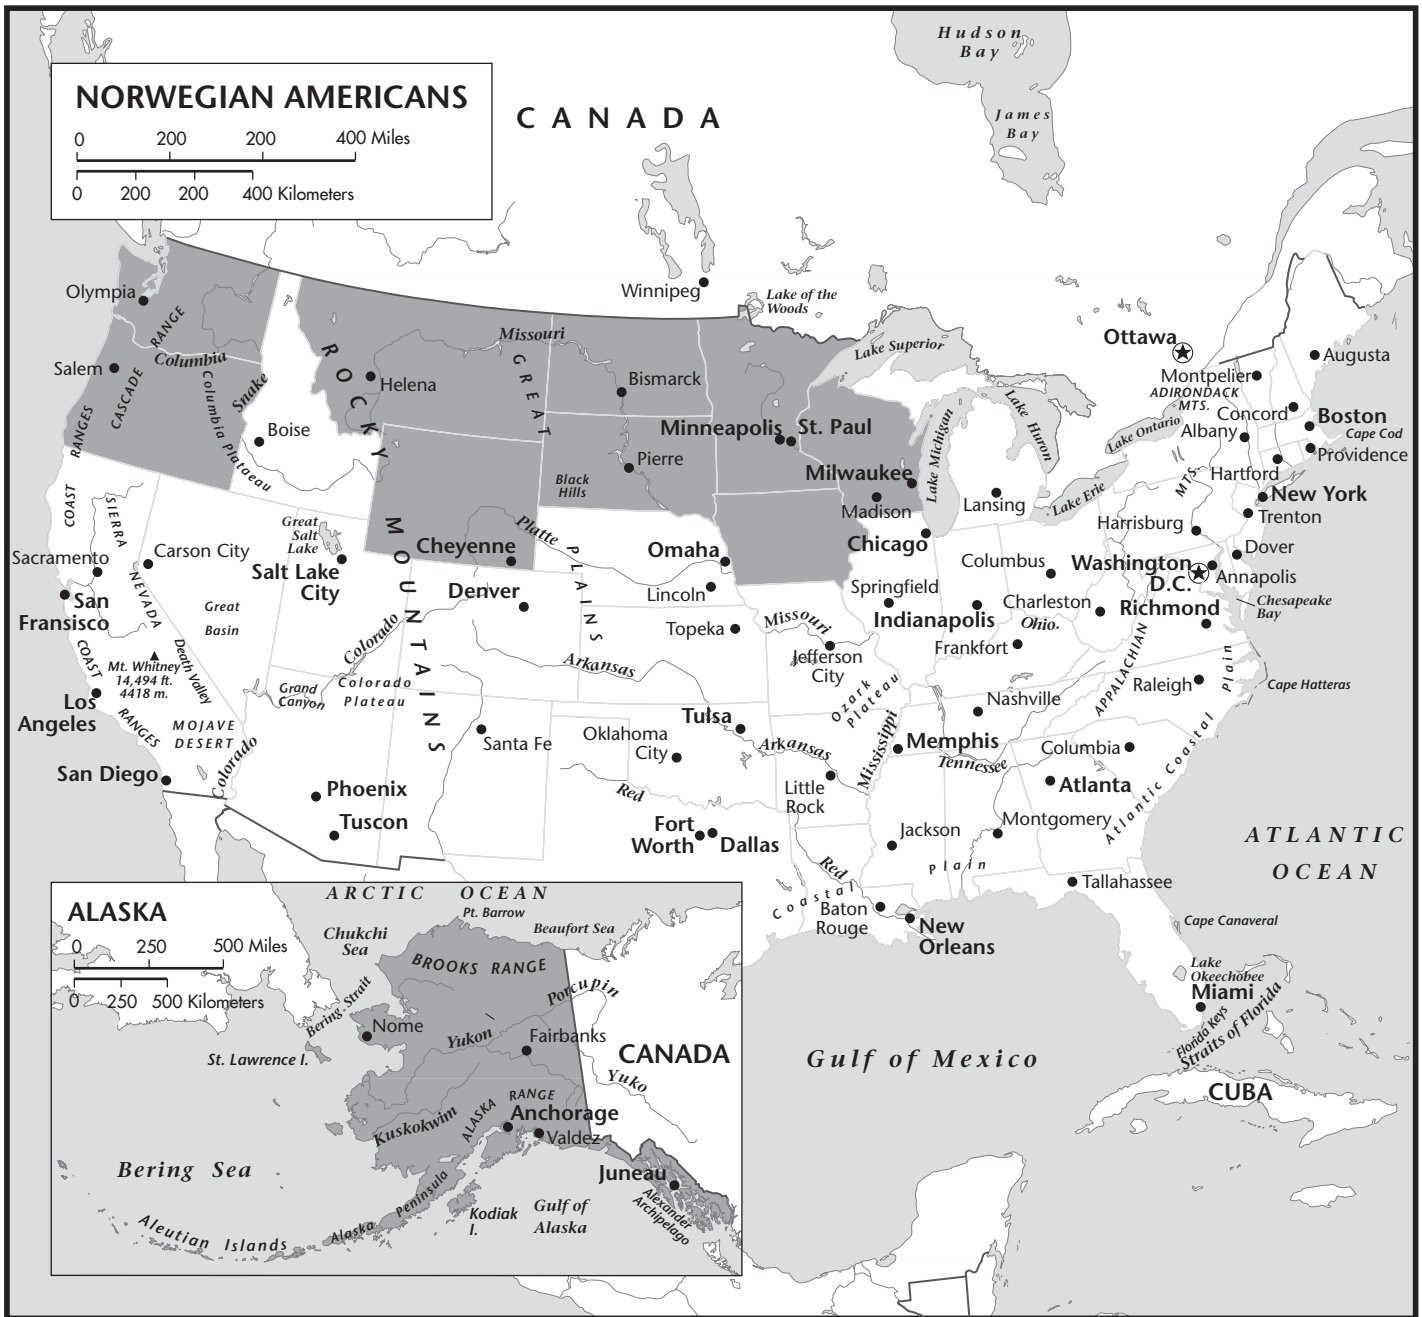 NORWEGIAN AMERICANS
0 200 200 400 Miles
0 200 200 400 Kilometers
CANADA
Hudson
Bay
James
Bay
Winnipeg
Lake of the
Woods
Ottawa
Olympia
RANGE
Columbia
Salem
CASCADE
RANGES
Columbia Plataeau
Snake
Boise
ROCKY
MOUNTAINS
Helena
Missouri
GREAT
PLAINS
Bismarck
Minneapolis
St. Paul
Pierre
Black
Hills
Lake Superior
Milwaukee
Madison
Lake Michigan
Lake
Huron
Lansing
Lake Ontario
Lake Erie
Montpelier
ADIRONDACK
MTS.
Augusta
Concord
Albany
Boston
Cape Cod
Providence
Hartford
New York
Trenton
MTS.
Harrisburg
Dover
Washington
D.C.
Annapolis
Chesapeake
Bay
Richmond
COAST
SIERRA
NEVADA
Sacramento
Carson City
Great
Salt
Lake
Salt Lake
City
Cheyenne
Platte
Omaha
Chicago
Columbus
San
Fransisco
Great
Basin
Denver
Lincoln
Springfield
Indianapolis
Charleston
Ohio.
Topeka
Missouri
Jefferson
City
Frankfort
COAST
RANGES
Mt. Whitney
14,494 ft.
4418 m.
Death Valley
Colorado
Arkansas
Grand
Canyon
Colorado
Plateau
Ozark
Plateau
Nashville
APPALACHIAN
Raleigh
Plain
Cape Hatteras
Los
Angeles
MOJAVE
DESERT
Colorado
Santa Fe
Oklahoma
City
Tulsa
Arkansas
Mississippi
Memphis
Tennessee
Columbia
Atlantic Coastal
San Diego
Phoenix
Tuscon
Red
Little
Rock
Atlanta
Fort
Worth
Dallas
Jackson
Montgomery
ATLANTIC
OCEAN
Red
Coastal
Plain
Baton
Rouge
New
Orleans
Tallahassee
Cape Canaveral
Lake
Okeechobee
Miami
Florida Keys
Straits of Florida
Gulf of Mexico
CUBA
ALASKA
0 250 500 Miles
0 250 500 Kilometers
ARCTIC OCEAN
Pt. Barrow
Chukchi
Sea
Beaufort Sea
BROOKS RANGE
Porcupin
Bering Strait
Nome
Yukon
Fairbanks
CANADA
St. Lawrence I.
Yuko
ALASKA
RANGE
Anchorage
Kuskokwim
Valdez
Bering Sea
Juneau
Alexander
Archipelago
Kodiak
I.
Gulf of
Alaska
Alaska Peninsula
Aleutian Islands